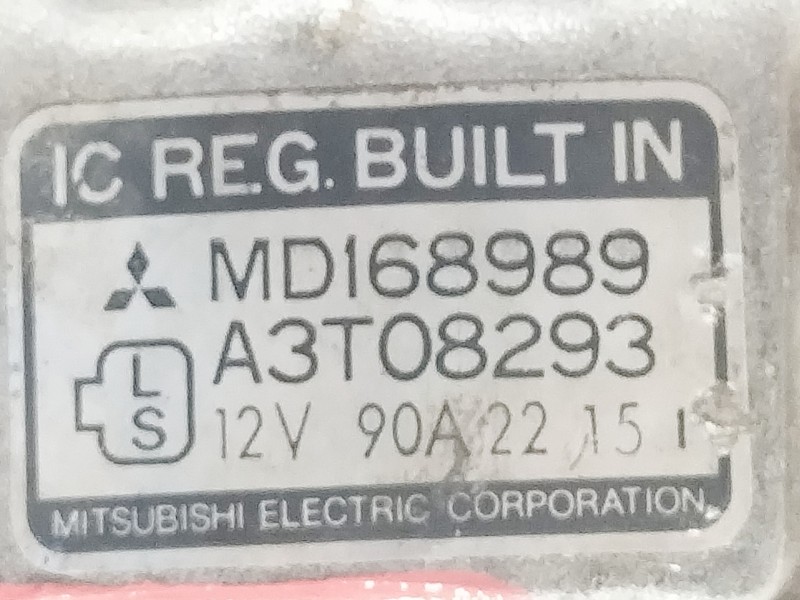 IC REG. BUILT IN
MD168989
A3T08293
L
S
12V 90A 22 15 1
MITSUBISHI ELECTRIC CORPORATION